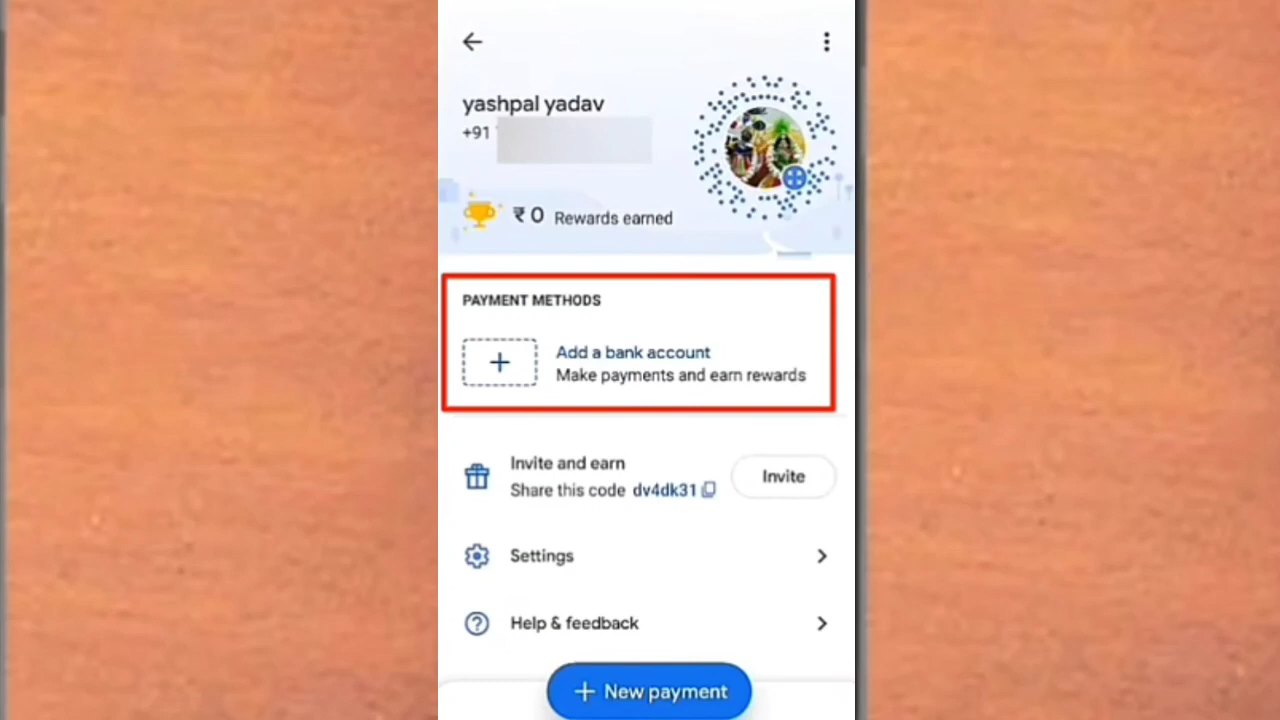 yashpal yadav
+91
₹ 0 Rewards earned
PAYMENT METHODS
Add a bank account
Make payments and earn rewards
Invite and earn
Share this code dv4dk31
Invite
Settings
Help & feedback
New payment